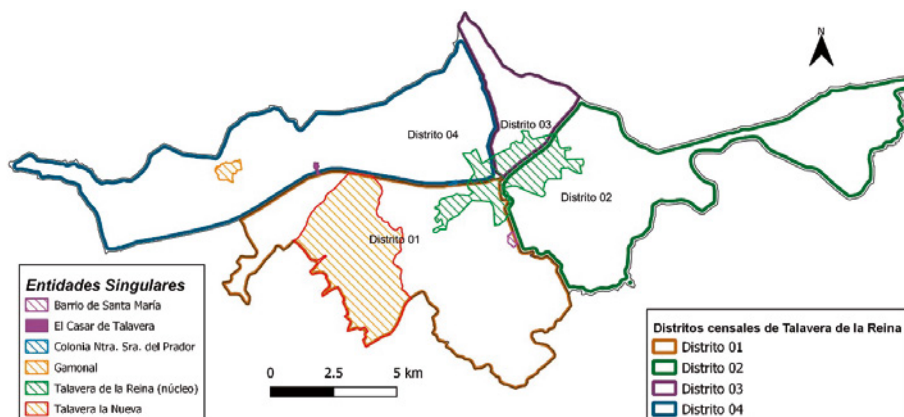 N
Distrito 03
Distrito 04
Distrito 02
Distrito 01
Entidades Singulares
Barrio de Santa María
El Casar de Talavera
Colonia Ntra. Sra. del Prador
Gamonal
Talavera de la Reina (núcleo)
Talavera la Nueva
0 2.5 5 km
Distritos censales de Talavera de la Reina
Distrito 01
Distrito 02
Distrito 03
Distrito 04